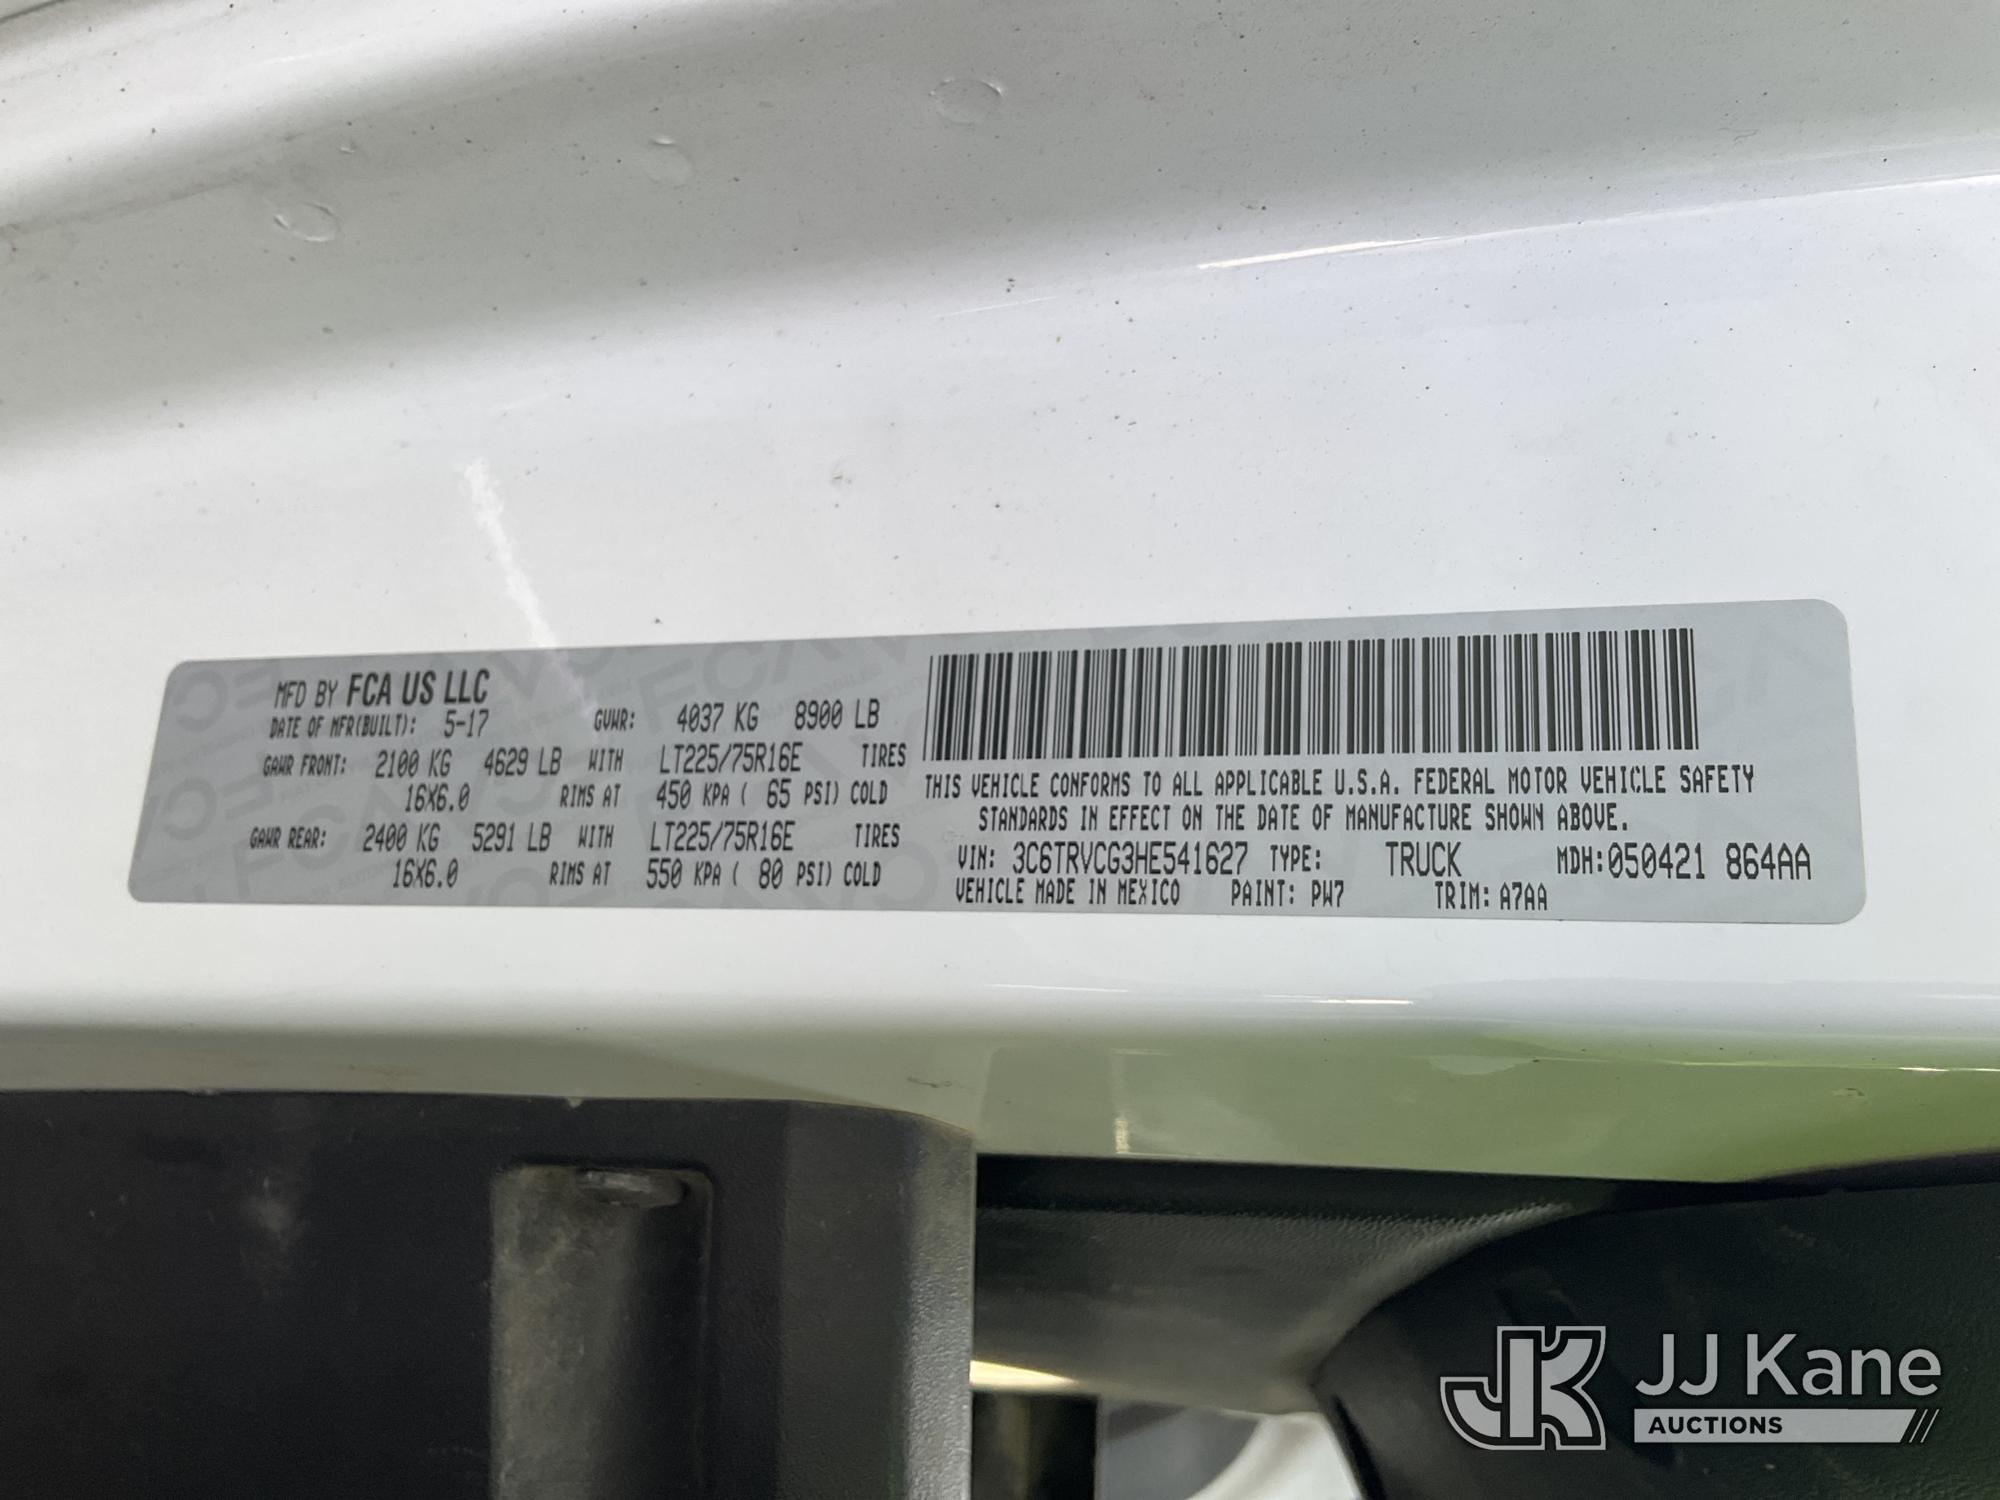 MFD BY FCA US LLC
DATE OF MFR(BUILT): 5-17 GVWR: 4037 KG 8900 LB
GAWR FRONT: 2100 KG 4629 LB WITH LT225/75R16E TIRES
16X6.0 RIMS AT 450 KPA ( 65 PSI) COLD
GAWR REAR: 2400 KG 5291 LB WITH LT225/75R16E TIRES
16X6.0 RIMS AT 550 KPA ( 80 PSI) COLD
THIS VEHICLE CONFORMS TO ALL APPLICABLE U.S.A. FEDERAL MOTOR VEHICLE SAFETY
STANDARDS IN EFFECT ON THE DATE OF MANUFACTURE SHOWN ABOVE.
VIN: 3C6TRVCG3HE541627 TYPE: TRUCK MDH:050421 864AA
VEHICLE MADE IN MEXICO PAINT: PW7 TRIM: A7AA
JK JJ Kane
AUCTIONS